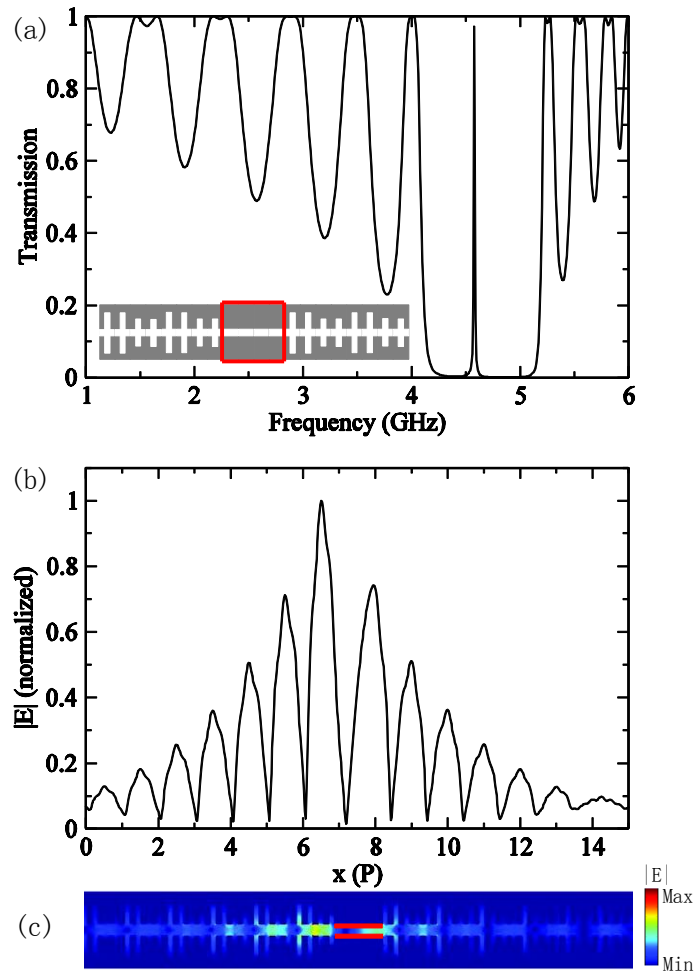 (a)
1
0.8
0.6
0.4
0.2
0
Transmission
1 2 3 4 5 6
Frequency (GHz)
(b)
1
0.8
0.6
0.4
0.2
0
|E| (normalized)
0 2 4 6 8 10 12 14
x (P)
|E|
Max
(c)
Min